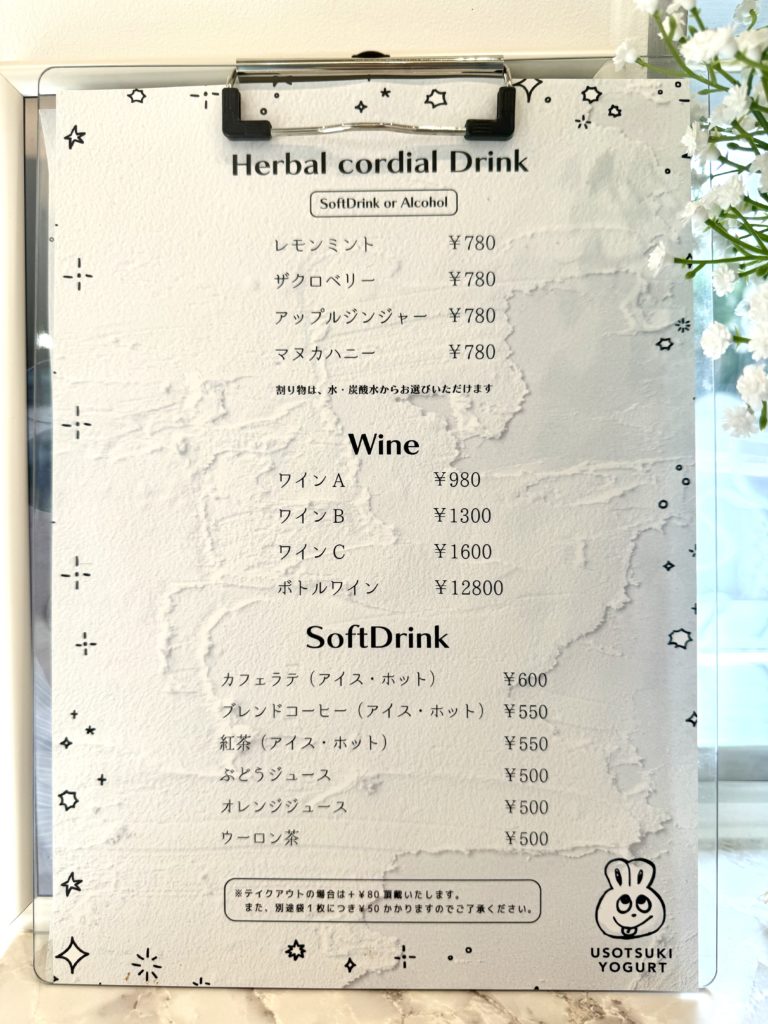 Herbal cordial Drink
SoftDrink or Alcohol
レモンミント ￥780
ザクロベリー ￥780
アップルジンジャー ￥780
マヌカハニー ￥780
割り物は、水・炭酸水からお選びいただけます
Wine
ワインA ￥980
ワインB ￥1300
ワインC ￥1600
ボトルワイン ￥12800
SoftDrink
カフェラテ（アイス・ホット） ￥600
ブレンドコーヒー（アイス・ホット） ￥550
紅茶（アイス・ホット） ￥550
ぶどうジュース ￥500
オレンジジュース ￥500
ウーロン茶 ￥500
※テイクアウトの場合は＋￥80頂戴いたします。
また、別途袋1枚につき￥50かかりますのでご了承ください。
USOTSUKI
YOGURT